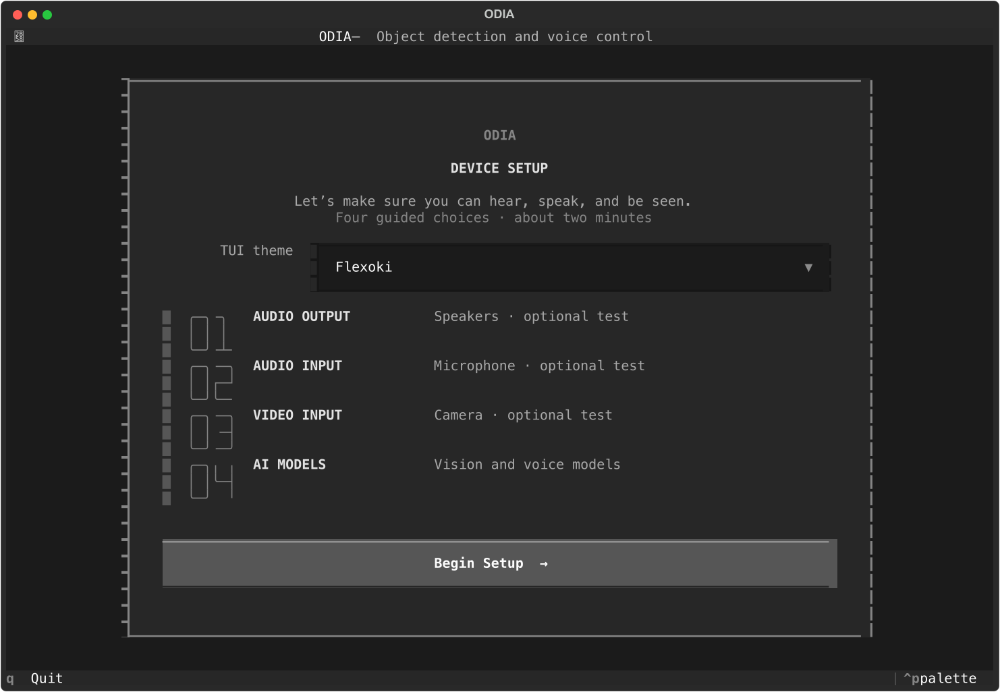 ODIA
ODIA— Object detection and voice control
ODIA
DEVICE SETUP
Let’s make sure you can hear, speak, and be seen.
Four guided choices · about two minutes
TUI theme
Flexoki ▼
01 AUDIO OUTPUT Speakers · optional test
02 AUDIO INPUT Microphone · optional test
03 VIDEO INPUT Camera · optional test
04 AI MODELS Vision and voice models
Begin Setup →
q Quit ^ppalette